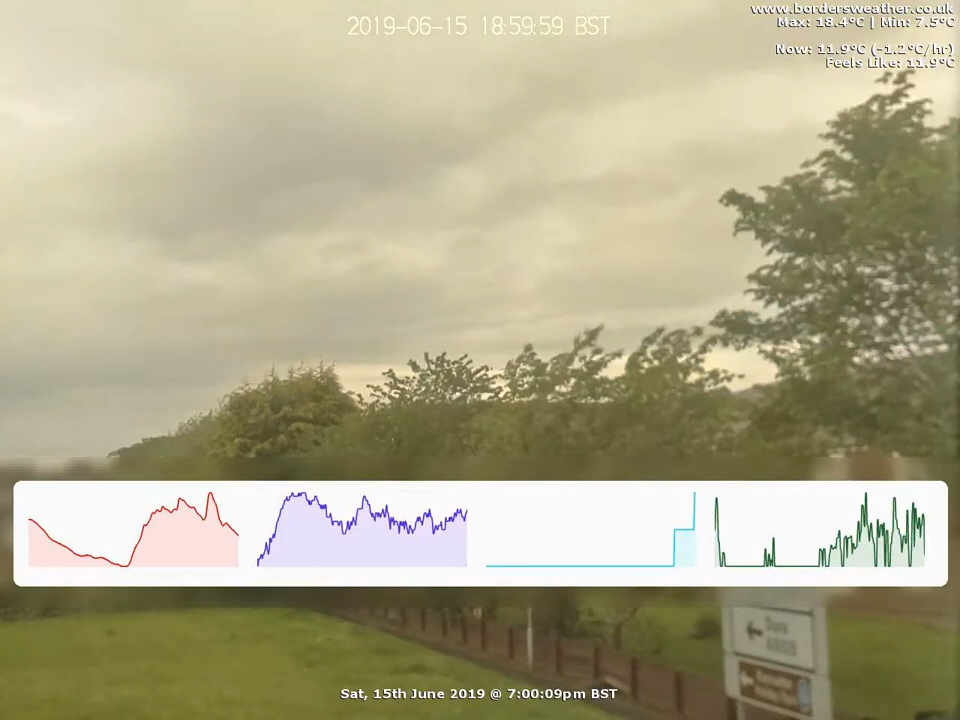 www.bordersweather.co.uk
2019-06-15 18:59:59 BST
Max: 18.4°C | Min: 7.5°C
Now: 11.9°C (-1.2°C/hr)
Feels Like: 11.9°C
Sat, 15th June 2019 @ 7:00:09pm BST